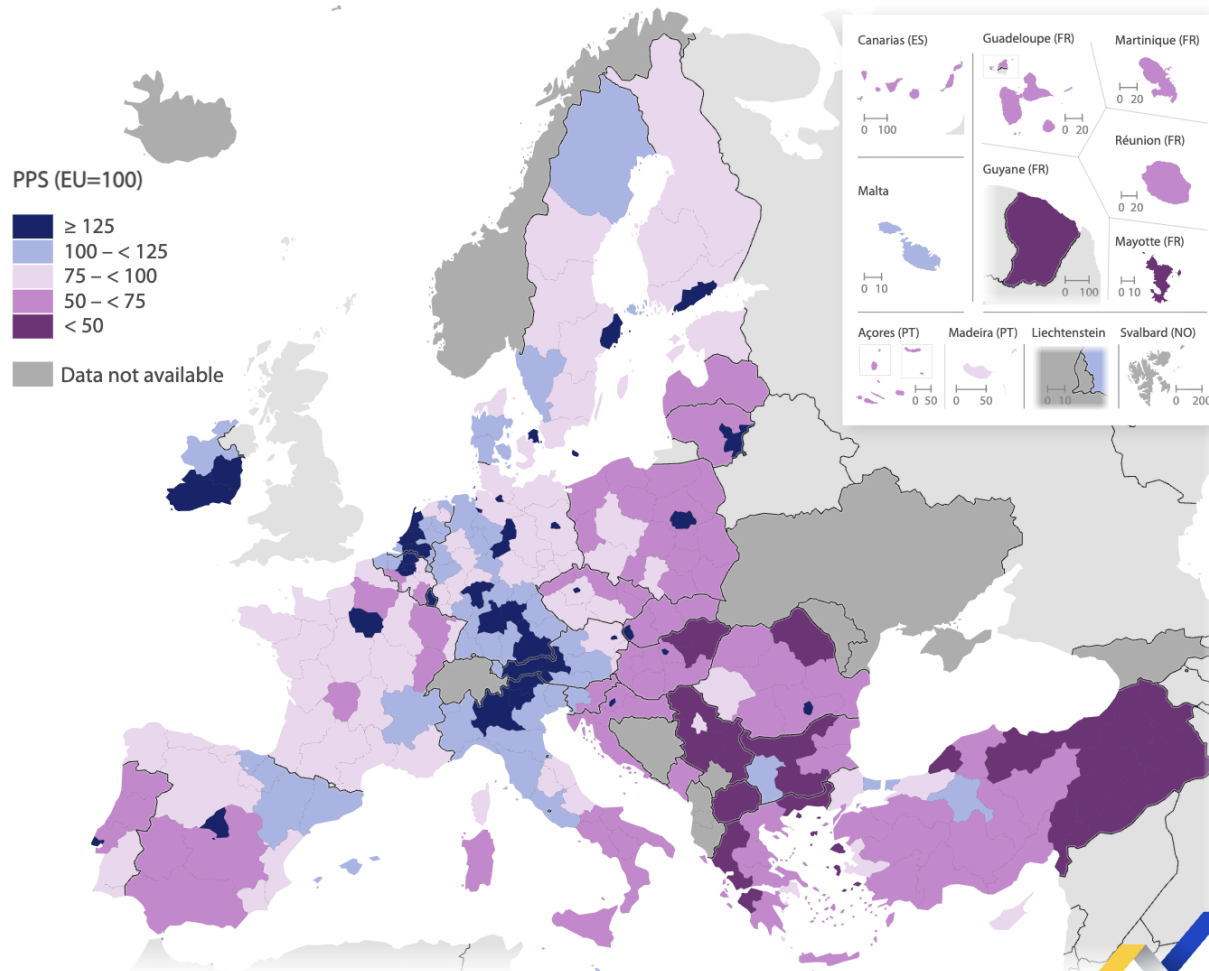 PPS (EU=100)
≥ 125
100 – < 125
75 – < 100
50 – < 75
< 50
Data not available
Canarias (ES)
0 100
Guadeloupe (FR)
0 20
Martinique (FR)
0 20
Réunion (FR)
0 20
Guyane (FR)
0 100
Malta
0 10
Mayotte (FR)
0 10
Açores (PT)
0 50
Madeira (PT)
0 50
Liechtenstein
0 10
Svalbard (NO)
0 200